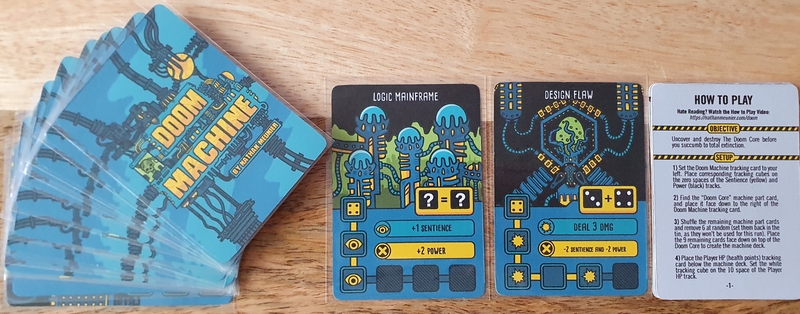 DOOM
MACHINE
BY NATHAN MEUNIER
LOGIC MAINFRAME
? = ?
+1 SENTIENCE
+2 POWER
DESIGN FLAW
+
DEAL 3 DMG
-2 SENTIENCE AND -2 POWER
HOW TO PLAY
Hate Reading? Watch the How to Play Video:
https://nathanmeunier.com/doom
OBJECTIVE
Uncover and destroy The Doom Core before
you succumb to total extinction.
SETUP
1) Set the Doom Machine tracking card to your
left. Place corresponding tracking cubes on
the zero spaces of the Sentience (yellow) and
Power (black) tracks.
2) Find the "Doom Core" machine part card,
and place it face down to the right of the
Doom Machine tracking card.
3) Shuffle the remaining machine part cards
and remove 6 at random (set them back in the
tin, as they won't be used for this run). Place
the 9 remaining cards face down on top of the
Doom Core to create the machine deck.
4) Place the Player HP (health points) tracking
card below the machine deck. Set the white
tracking cube on the 10 space of the Player
HP track.
-1-